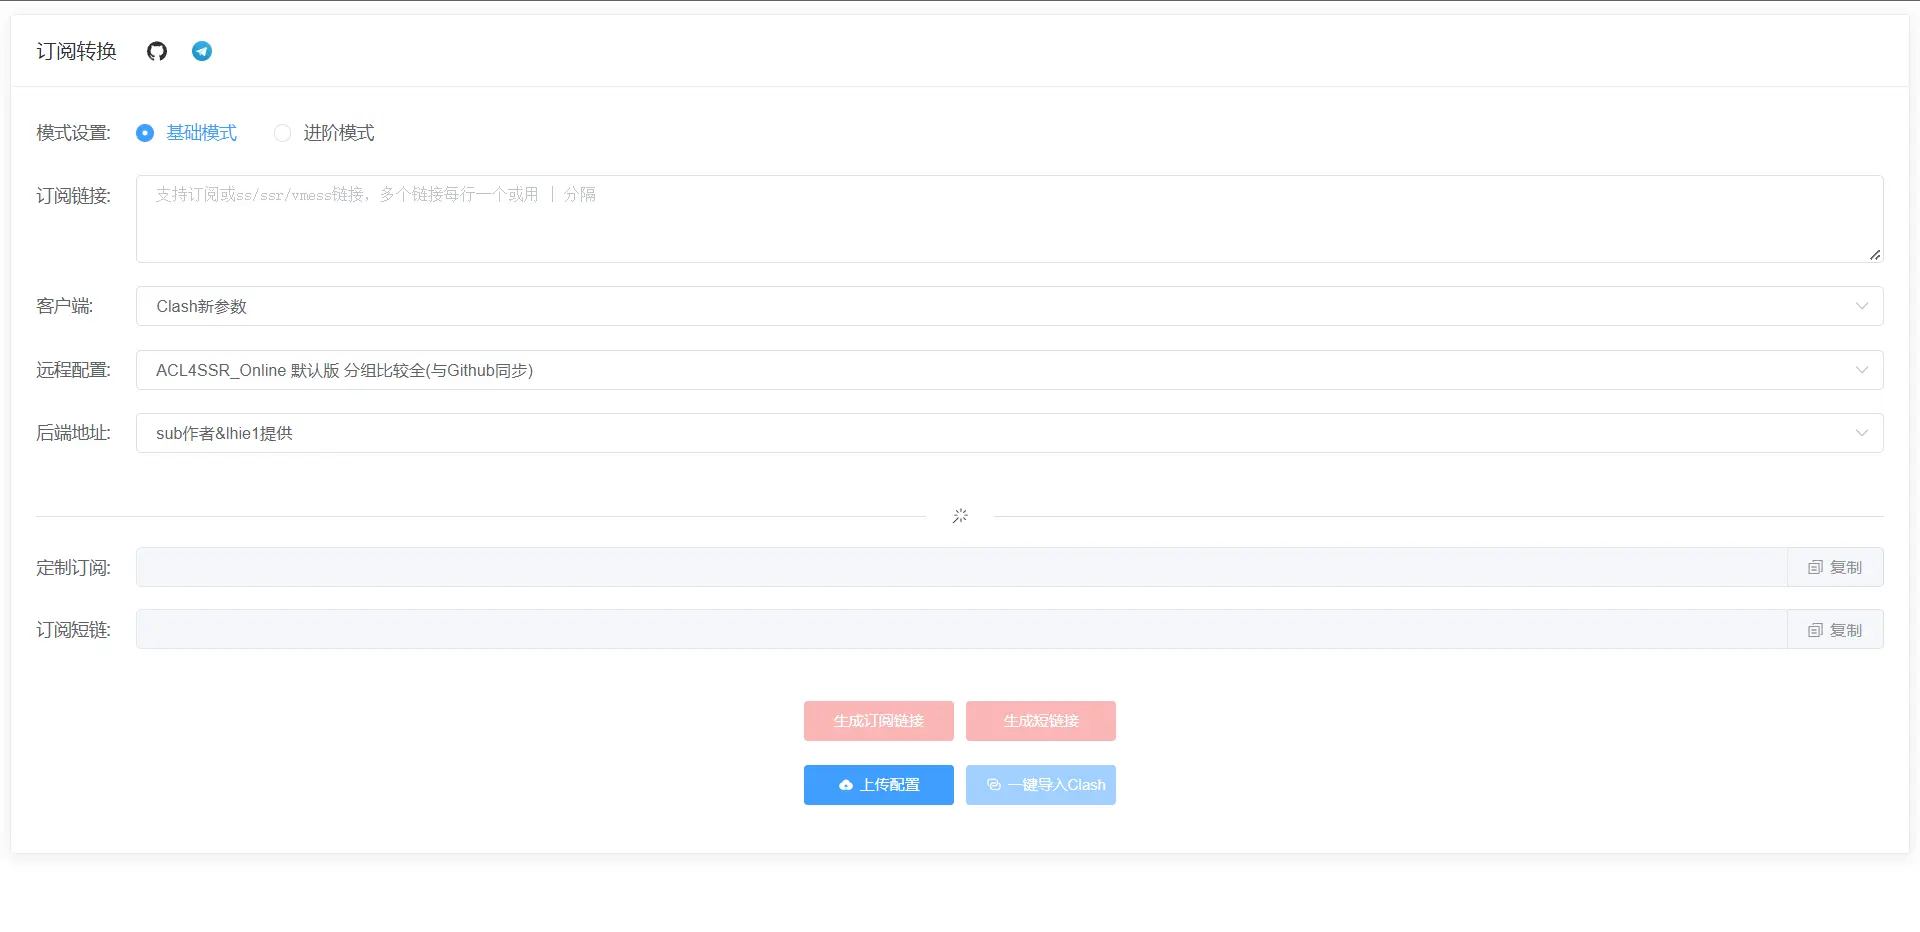 订阅转换
模式设置: 基础模式 进阶模式
订阅链接: 支持订阅或ss/ssr/vmess链接，多个链接每行一个或用 | 分隔
客户端: Clash新参数
远程配置: ACL4SSR_Online 默认版 分组比较全(与Github同步)
后端地址: sub作者&lhie1提供
定制订阅: 复制
订阅短链: 复制
生成订阅链接 生成短链接
上传配置 一键导入Clash